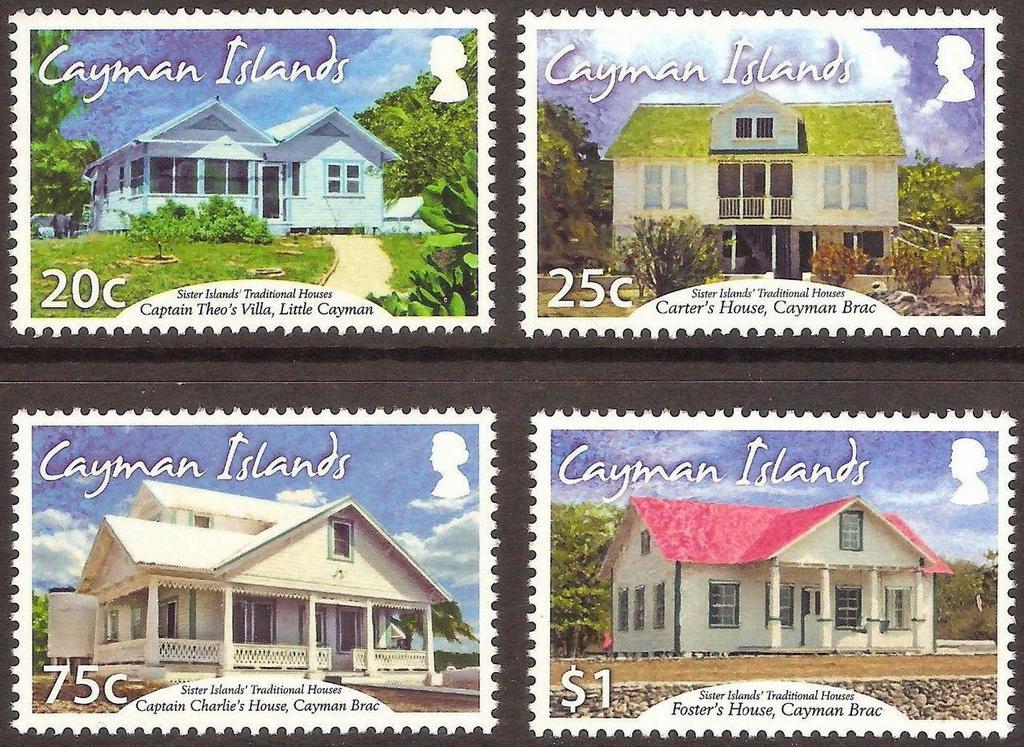 Cayman Islands
20c
Sister Islands' Traditional Houses
Captain Theo's Villa, Little Cayman
Cayman Islands
25c
Sister Islands' Traditional Houses
Carter's House, Cayman Brac
Cayman Islands
75c
Sister Islands' Traditional Houses
Captain Charlie's House, Cayman Brac
Cayman Islands
$1
Sister Islands' Traditional Houses
Foster's House, Cayman Brac